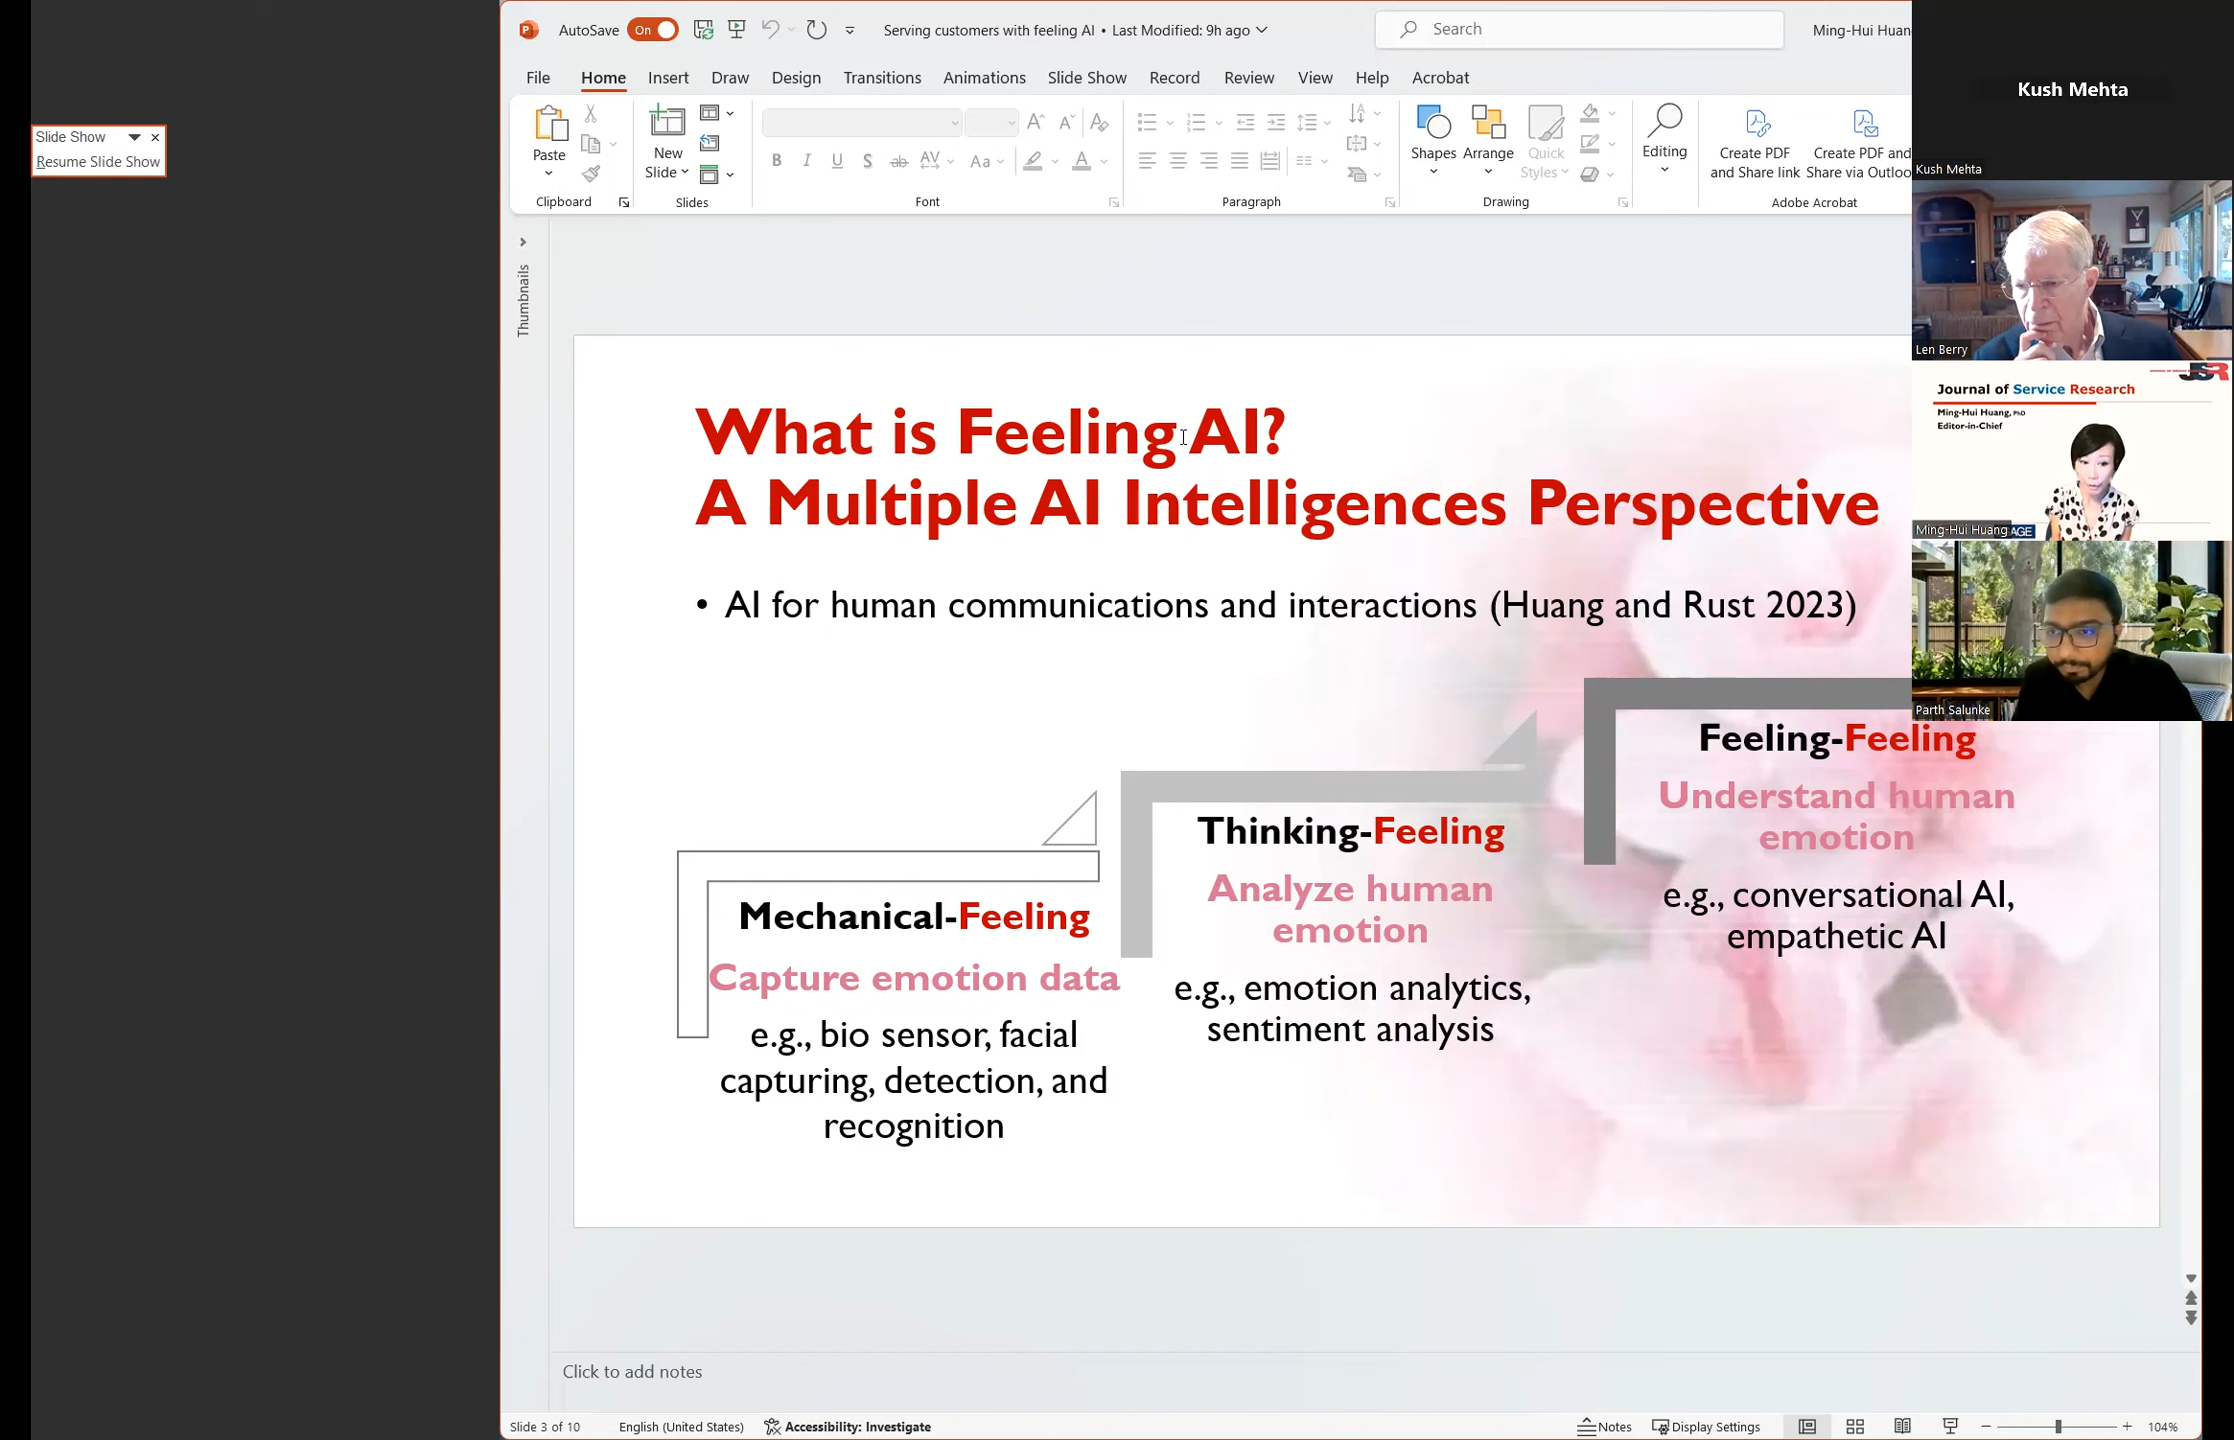 AutoSave On Serving customers with feeling AI • Last Modified: 9h ago Search Ming-Hui Huan
File Home Insert Draw Design Transitions Animations Slide Show Record Review View Help Acrobat
Slide Show
Resume Slide Show
Paste
Clipboard
New
Slide
Slides
B I U S ab AV Aa A
Font
Paragraph
Shapes Arrange Quick
Styles
Drawing
Editing
Create PDF
and Share link
Create PDF and
Share via Outloo
Adobe Acrobat
Thumbnails
What is Feeling AI?
A Multiple AI Intelligences Perspective
• AI for human communications and interactions (Huang and Rust 2023)
Mechanical-Feeling
Capture emotion data
e.g., bio sensor, facial
capturing, detection, and
recognition
Thinking-Feeling
Analyze human
emotion
e.g., emotion analytics,
sentiment analysis
Feeling-Feeling
Understand human
emotion
e.g., conversational AI,
empathetic AI
Kush Mehta
Kush Mehta
Len Berry
JSR
Journal of Service Research
Ming-Hui Huang, PhD
Editor-in-Chief
Ming-Hui Huang
AGE
Parth Salunke
Click to add notes
Slide 3 of 10 English (United States) Accessibility: Investigate Notes Display Settings 104%